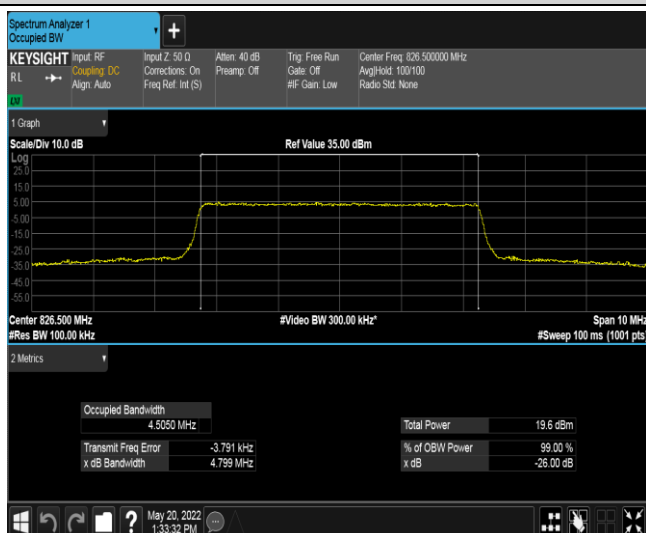 Spectrum Analyzer 1
Occupied BW
+
KEYSIGHT Input: RF Input Z: 50 Ω Atten: 40 dB Trig: Free Run Center Freq: 826.500000 MHz
RL Coupling: DC Corrections: On Preamp: Off Gate: Off Avg|Hold: 100/100
Align: Auto Freq Ref: Int (S) #IF Gain: Low Radio Std: None
1 Graph
Scale/Div 10.0 dB Ref Value 35.00 dBm
Log
25.0
15.0
5.00
-5.00
-15.0
-25.0
-35.0
-45.0
-55.0
Center 826.500 MHz #Video BW 300.00 kHz* Span 10 MHz
#Res BW 100.00 kHz #Sweep 100 ms (1001 pts)
2 Metrics
Occupied Bandwidth
4.5050 MHz Total Power 19.6 dBm
Transmit Freq Error -3.791 kHz % of OBW Power 99.00 %
x dB Bandwidth 4.799 MHz x dB -26.00 dB
? May 20, 2022
1:33:32 PM